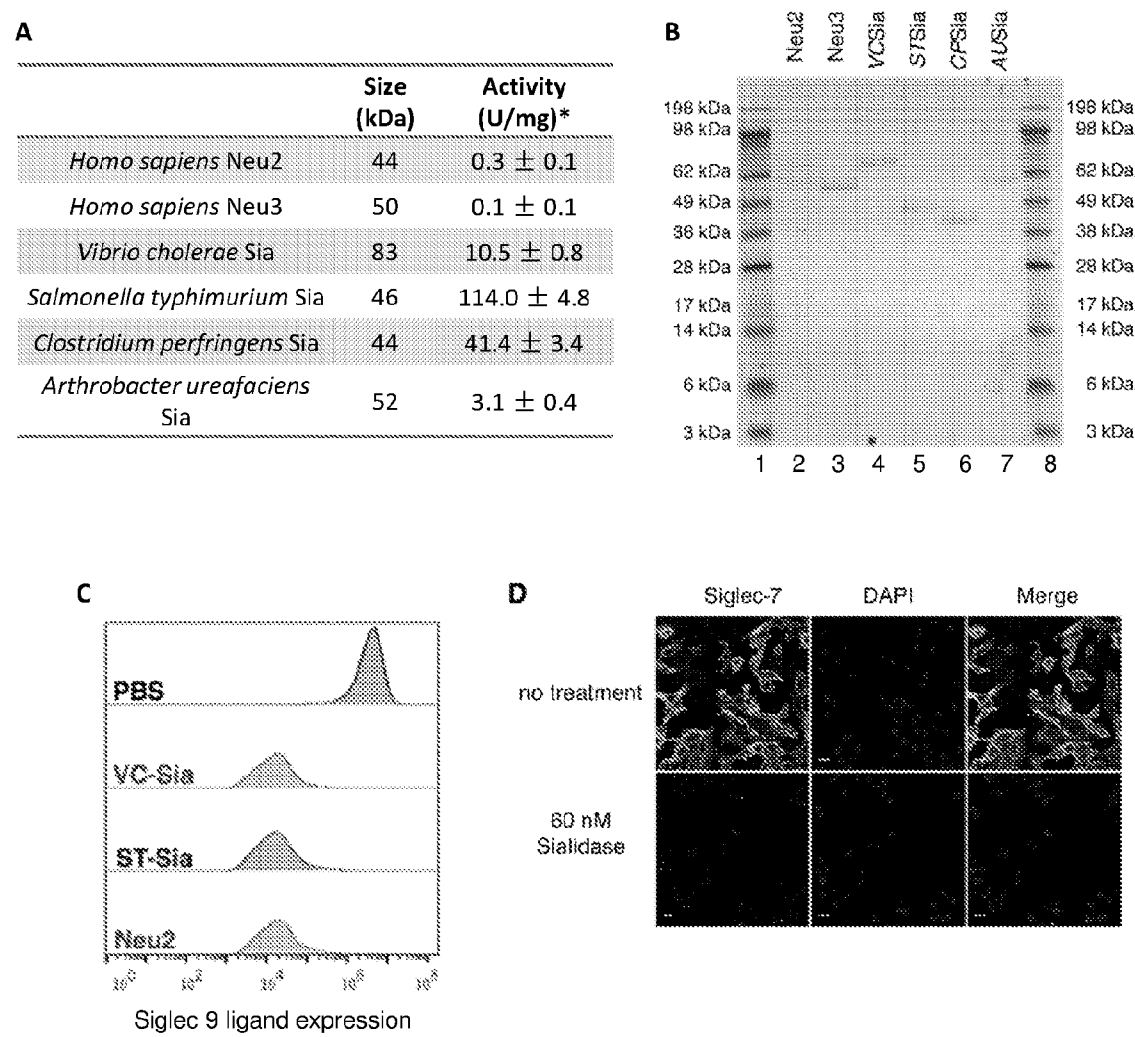 A
Size
(kDa)
Activity
(U/mg)*
Homo sapiens Neu2 44 0.3 ± 0.1
Homo sapiens Neu3 50 0.1 ± 0.1
Vibrio cholerae Sia 83 10.5 ± 0.8
Salmonella typhimurium Sia 46 114.0 ± 4.8
Clostridium perfringens Sia 44 41.4 ± 3.4
Arthrobacter ureafaciens
Sia
52 3.1 ± 0.4
B
Neu2 Neu3 VCSia STSia CPSia AUSia
198 kDa 198 kDa
98 kDa 98 kDa
62 kDa 62 kDa
49 kDa 49 kDa
38 kDa 38 kDa
28 kDa 28 kDa
17 kDa 17 kDa
14 kDa 14 kDa
6 kDa 6 kDa
3 kDa 3 kDa
1 2 3 4 5 6 7 8
C
PBS
VC-Sia
ST-Sia
Neu2
10⁰ 10² 10⁴ 10⁶ 10⁸
Siglec 9 ligand expression
D
Siglec-7 DAPI Merge
no treatment
60 nM
Sialidase